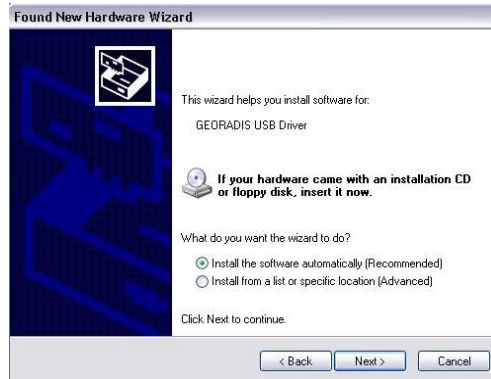 Found New Hardware Wizard
This wizard helps you install software for:
GEORADIS USB Driver
If your hardware came with an installation CD
or floppy disk, insert it now.
What do you want the wizard to do?
Install the software automatically (Recommended)
Install from a list or specific location (Advanced)
Click Next to continue.
< Back
Next >
Cancel